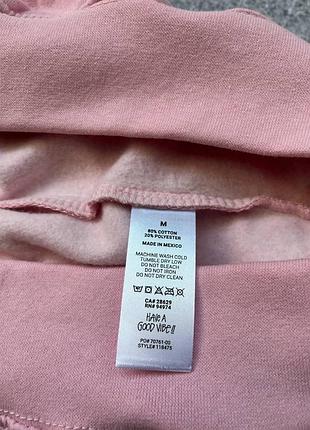 M
80% COTTON
20% POLYESTER
MADE IN MEXICO
MACHINE WASH COLD
TUMBLE DRY LOW
DO NOT BLEACH
DO NOT IRON
DO NOT DRY CLEAN
CA# 28629
RN# 94974
HAVE A
GOOD VIBE!!
PO# 70761-00
STYLE# 118475